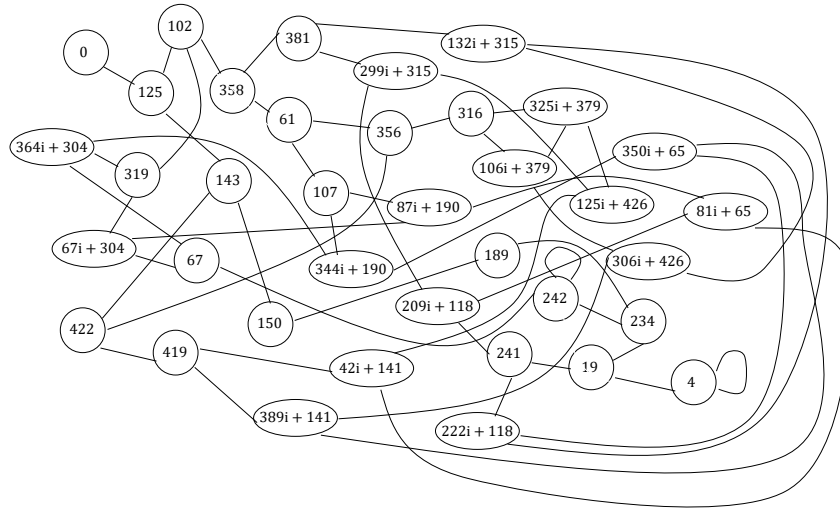 102
381
132i + 315
0
125
358
299i + 315
61
356
316
325i + 379
364i + 304
319
143
106i + 379
350i + 65
107
87i + 190
125i + 426
81i + 65
67i + 304
67
344i + 190
189
306i + 426
422
150
209i + 118
242
234
419
42i + 141
241
19
4
389i + 141
222i + 118